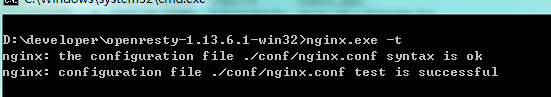 C:\Windows\system32\cmd.exe
D:\developer\openresty-1.13.6.1-win32>nginx.exe -t
nginx: the configuration file ./conf/nginx.conf syntax is ok
nginx: configuration file ./conf/nginx.conf test is successful